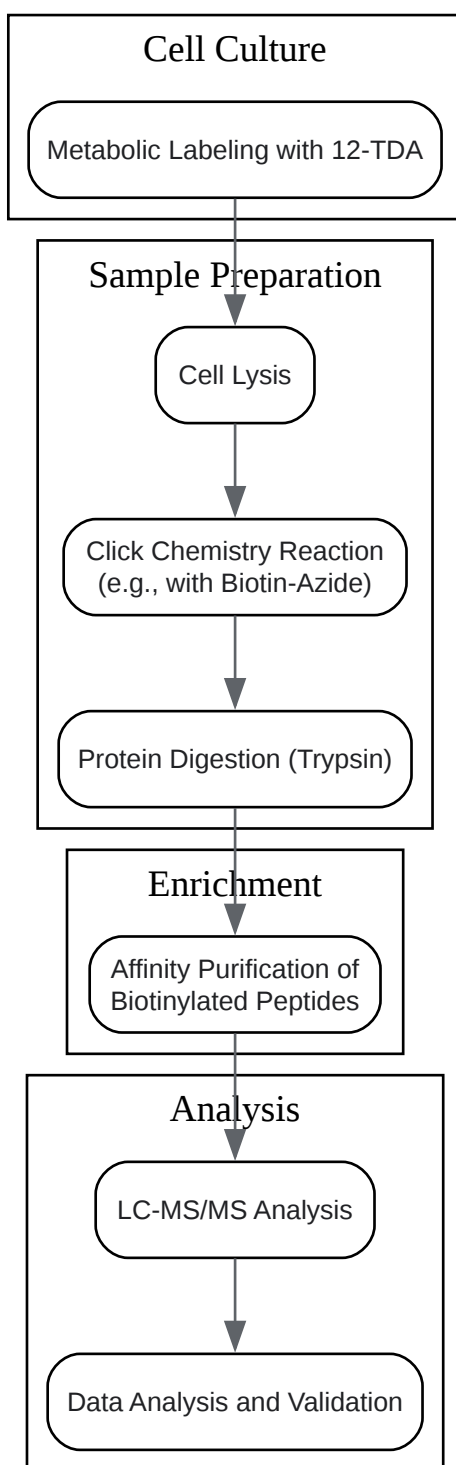 Cell Culture
Metabolic Labeling with 12-TDA
Sample Preparation
Cell Lysis
Click Chemistry Reaction
(e.g., with Biotin-Azide)
Protein Digestion (Trypsin)
Enrichment
Affinity Purification of
Biotinylated Peptides
Analysis
LC-MS/MS Analysis
Data Analysis and Validation